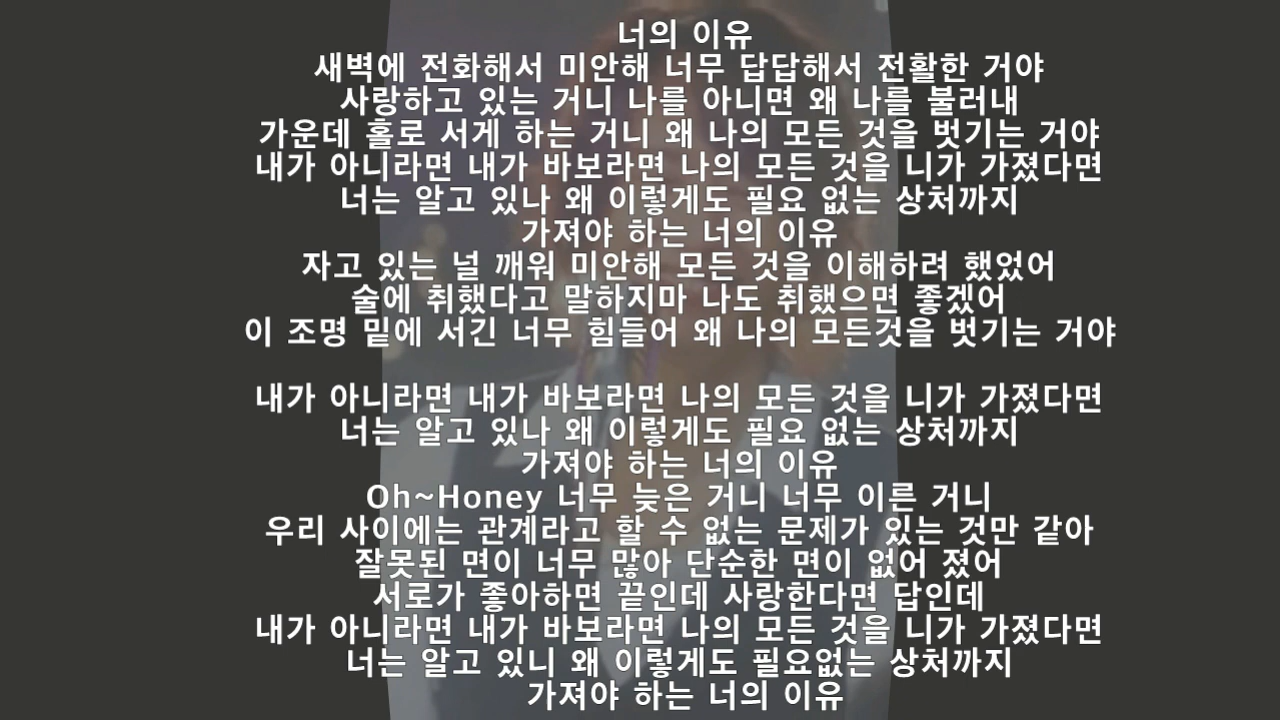 너의 이유
새벽에 전화해서 미안해 너무 답답해서 전활한 거야
사랑하고 있는 거니 나를 아니면 왜 나를 불러내
가운데 홀로 서게 하는 거니 왜 나의 모든 것을 벗기는 거야
내가 아니라면 내가 바보라면 나의 모든 것을 니가 가졌다면
너는 알고 있나 왜 이렇게도 필요 없는 상처까지
가져야 하는 너의 이유
자고 있는 널 깨워 미안해 모든 것을 이해하려 했었어
술에 취했다고 말하지마 나도 취했으면 좋겠어
이 조명 밑에 서긴 너무 힘들어 왜 나의 모든것을 벗기는 거야
내가 아니라면 내가 바보라면 나의 모든 것을 니가 가졌다면
너는 알고 있나 왜 이렇게도 필요 없는 상처까지
가져야 하는 너의 이유
Oh~Honey 너무 늦은 거니 너무 이른 거니
우리 사이에는 관계라고 할 수 없는 문제가 있는 것만 같아
잘못된 면이 너무 많아 단순한 면이 없어 졌어
서로가 좋아하면 끝인데 사랑한다면 답인데
내가 아니라면 내가 바보라면 나의 모든 것을 니가 가졌다면
너는 알고 있니 왜 이렇게도 필요없는 상처까지
가져야 하는 너의 이유